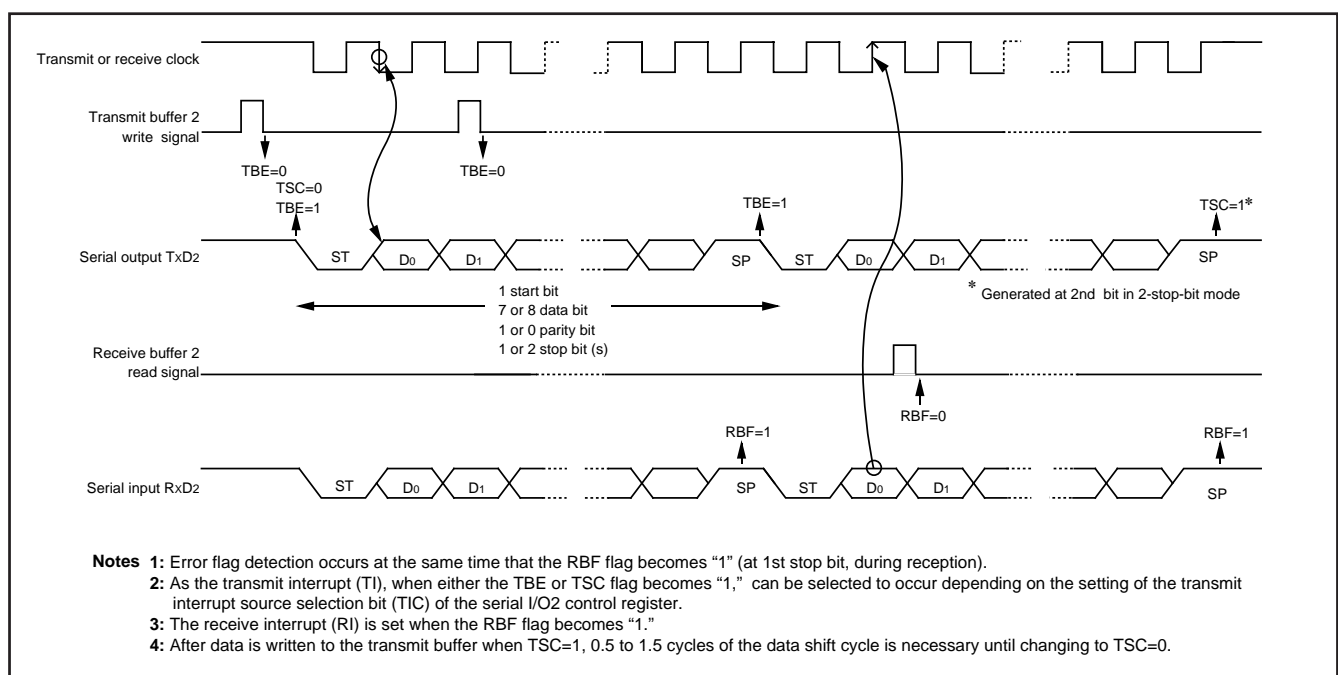 Transmit or receive clock
Transmit buffer 2
write signal
TBE=0
TSC=0
TBE=1
TBE=0
TBE=1
TSC=1*
Serial output TxD2
ST
D0
D1
SP
ST
D0
D1
SP
* Generated at 2nd bit in 2-stop-bit mode
1 start bit
7 or 8 data bit
1 or 0 parity bit
1 or 2 stop bit (s)
Receive buffer 2
read signal
RBF=0
RBF=1
RBF=1
Serial input RxD2
ST
D0
D1
SP
ST
D0
D1
SP
Notes 1: Error flag detection occurs at the same time that the RBF flag becomes “1” (at 1st stop bit, during reception).
2: As the transmit interrupt (TI), when either the TBE or TSC flag becomes “1,” can be selected to occur depending on the setting of the transmit
interrupt source selection bit (TIC) of the serial I/O2 control register.
3: The receive interrupt (RI) is set when the RBF flag becomes “1.”
4: After data is written to the transmit buffer when TSC=1, 0.5 to 1.5 cycles of the data shift cycle is necessary until changing to TSC=0.